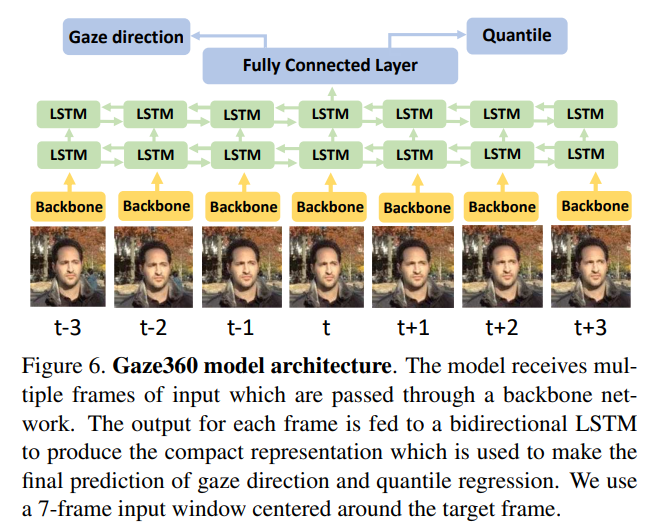 Gaze direction
Quantile
Fully Connected Layer
LSTM LSTM LSTM LSTM LSTM LSTM LSTM
LSTM LSTM LSTM LSTM LSTM LSTM LSTM
Backbone Backbone Backbone Backbone Backbone Backbone Backbone
t-3 t-2 t-1 t t+1 t+2 t+3
Figure 6. Gaze360 model architecture. The model receives mul-
tiple frames of input which are passed through a backbone net-
work. The output for each frame is fed to a bidirectional LSTM
to produce the compact representation which is used to make the
final prediction of gaze direction and quantile regression. We use
a 7-frame input window centered around the target frame.